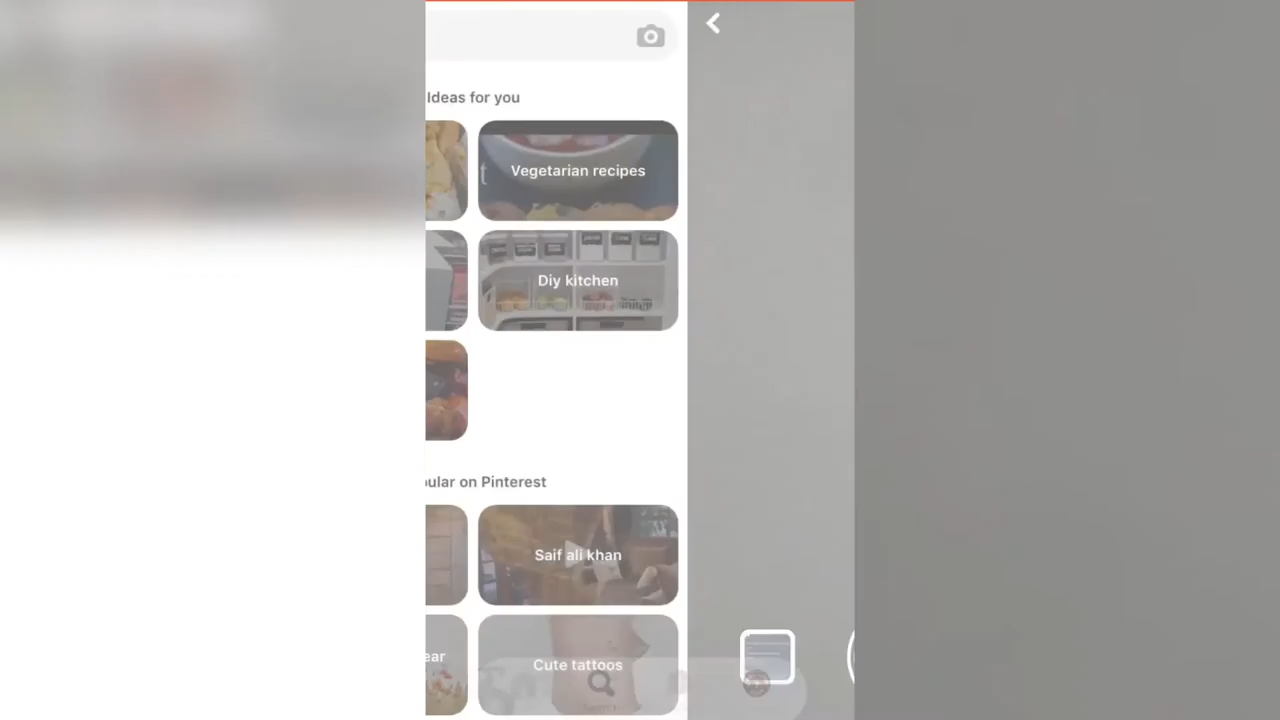 Ideas for you
t
Vegetarian recipes
Diy kitchen
ular on Pinterest
Saif ali khan
ear
Cute tattoos